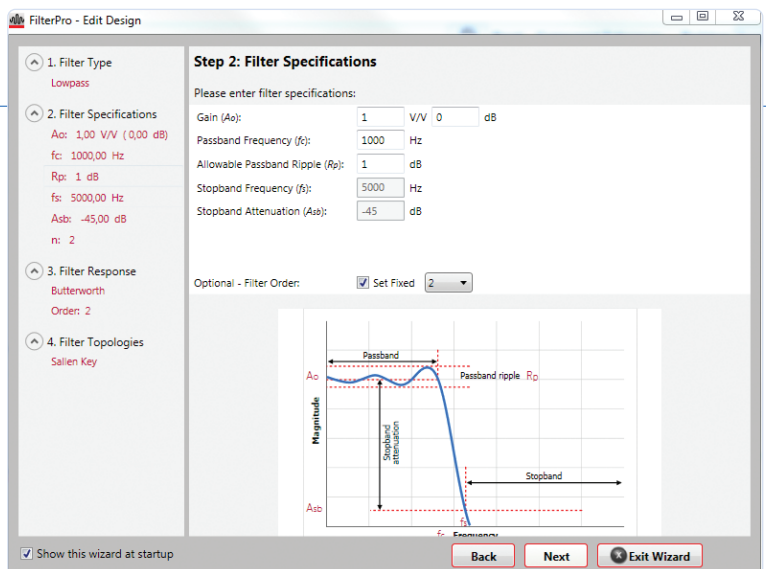 FilterPro - Edit Design
1. Filter Type
Lowpass
2. Filter Specifications
Ao: 1,00 V/V ( 0,00 dB)
fc: 1000,00 Hz
Rp: 1 dB
fs: 5000,00 Hz
Asb: -45,00 dB
n: 2
3. Filter Response
Butterworth
Order: 2
4. Filter Topologies
Sallen Key
Step 2: Filter Specifications
Please enter filter specifications:
Gain (Ao): 1 V/V 0 dB
Passband Frequency (fc): 1000 Hz
Allowable Passband Ripple (Rp): 1 dB
Stopband Frequency (fs): 5000 Hz
Stopband Attenuation (Asb): -45 dB
Optional - Filter Order: Set Fixed 2
Passband
Ao
Passband ripple Rp
Magnitude
Stopband
attenuation
Stopband
Asb
fs
fc Frequency
Show this wizard at startup
Back Next Exit Wizard